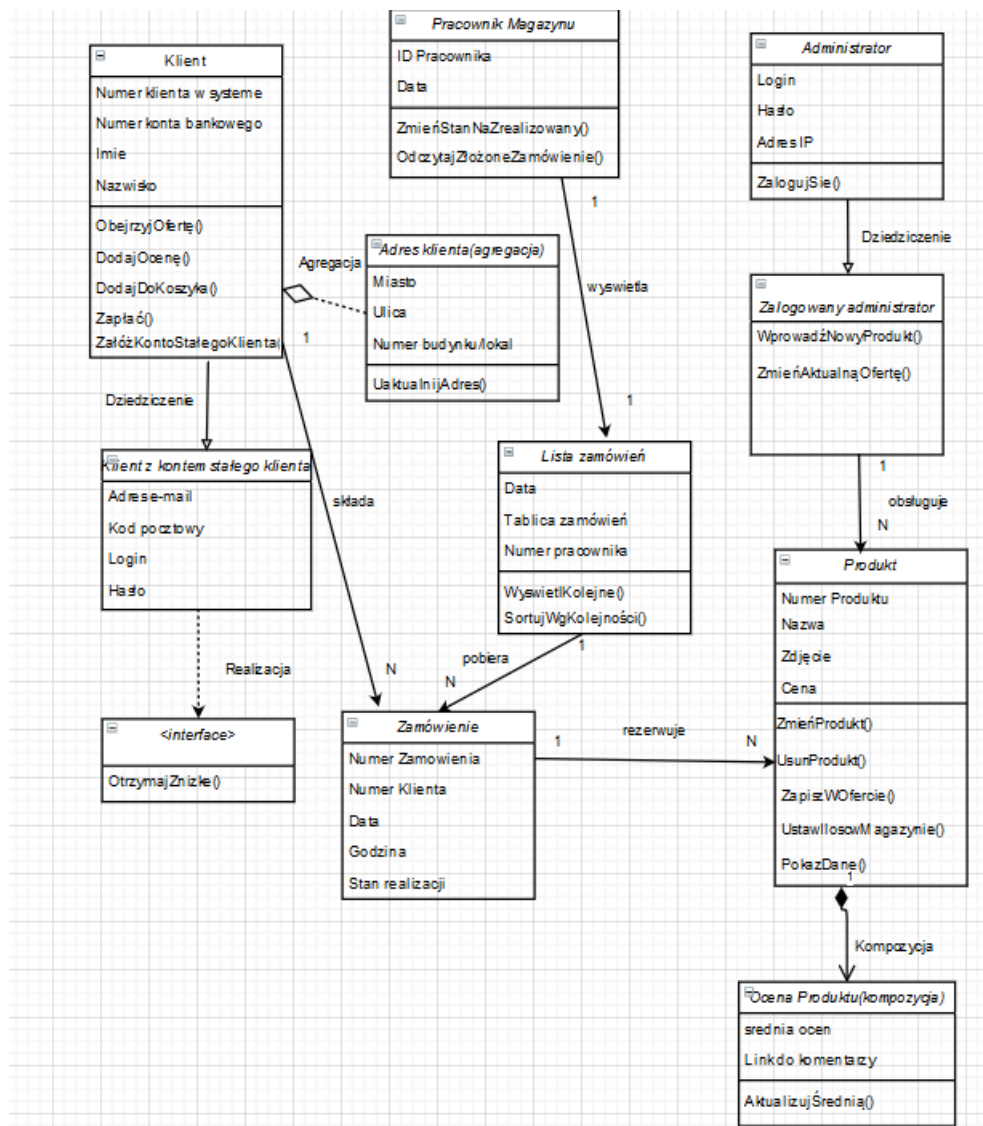 Pracownik Magazynu
ID Pracownika
Data
ZmieńStanNaZrealizowany()
OdczytajZłożoneZamówienie()
Administrator
Login
Hasło
Adres IP
ZalogujSie()
Klient
Numer klienta w systeme
Numer konta bankowego
Imie
Nazwisko
ObejrzyjOfertę()
DodajOcenę()
DodajDoKoszyka()
Zapłać()
ZałóżKontoStałegoKlienta(
Agregacja
Adres klienta(agregacja)
Miasto
Ulica
Numer budynku/lokal
UaktualnijAdres()
1
wyswietla
1
Dziedziczenie
Zalogowany administrator
WprowadźNowyProdukt()
ZmieńAktualnąOfertę()
1
obsługuje
N
1
Dziedziczenie
Klient z kontem stałego klienta
Adres e-mail
Kod pocztowy
Login
Hasło
składa
N
Lista zamówień
Data
Tablica zamówień
Numer pracownika
WyswietlKolejne()
SortujWgKolejności()
1
pobiera
N
Realizacja
<interface>
OtrzymajZnizke()
Zamówienie
Numer Zamowienia
Numer Klienta
Data
Godzina
Stan realizacji
1
rezerwuje
N
Produkt
Numer Produktu
Nazwa
Zdjęcie
Cena
ZmieńProdukt()
UsunProdukt()
ZapiszWOfercie()
UstawIloscwMagazynie()
PokazDane()
1
Kompozycja
Ocena Produktu(kompozycja)
srednia ocen
Link do komentarzy
AktualizujŚrednią()